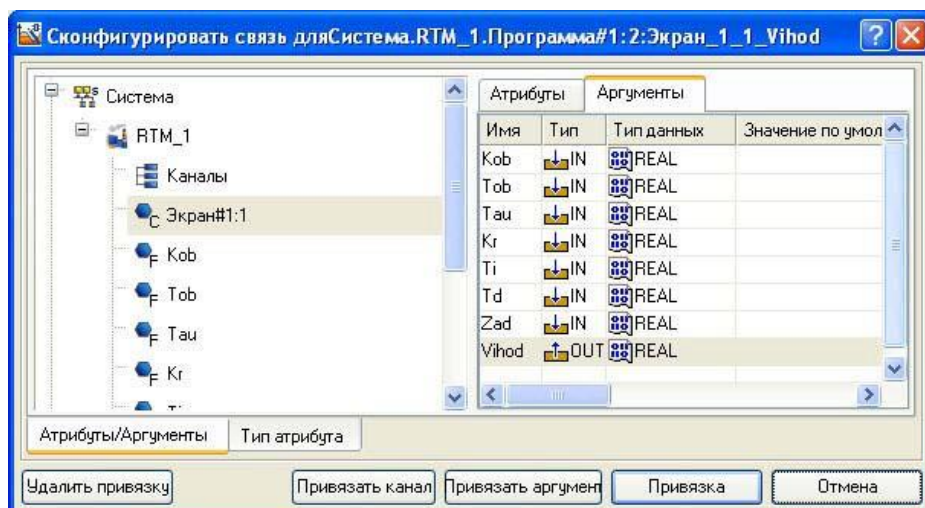 Сконфигурировать связь дляСистема.RTM_1.Программа#1:2:Экран_1_1_Vihod
Система
RTM_1
Каналы
C Экран#1:1
F Kob
F Tob
F Tau
F Kr
Атрибуты Аргументы
Имя Тип Тип данных Значение по умол
Kob IN REAL
Tob IN REAL
Tau IN REAL
Kr IN REAL
Ti IN REAL
Td IN REAL
Zad IN REAL
Vihod OUT REAL
Атрибуты/Аргументы Тип атрибута
Удалить привязку Привязать канал Привязать аргумен Привязка Отмена